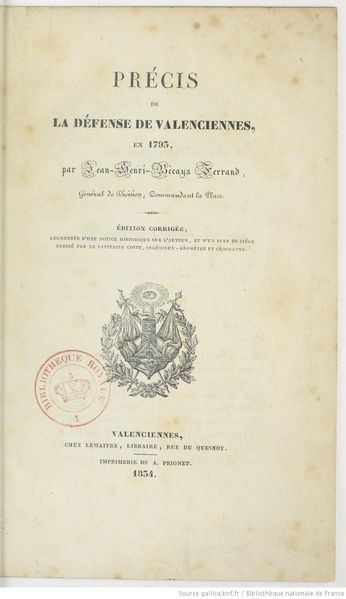 PRÉCIS
DE
LA DÉFENSE DE VALENCIENNES,
EN 1793,
par Jean-Henri-Bécays Ferrand,
Général de Division, Commandant la Place.
ÉDITION CORRIGÉE,
AUGMENTÉE D'UNE NOTICE HISTORIQUE SUR L'AUTEUR, ET D'UN PLAN DU SIÉGE
DRESSÉ PAR LE CAPITAINE COSTE, INGÉNIEUR-GÉOMÈTRE ET GÉOGRAPHE.
BIBLIOTHÈQUE ROYALE
I
VALENCIENNES,
CHEZ LEMAITRE, LIBRAIRE, RUE DU QUESNOY.
IMPRIMERIE DE A. PRIGNET.
1834.
Source gallica.bnf.fr / Bibliothèque nationale de France